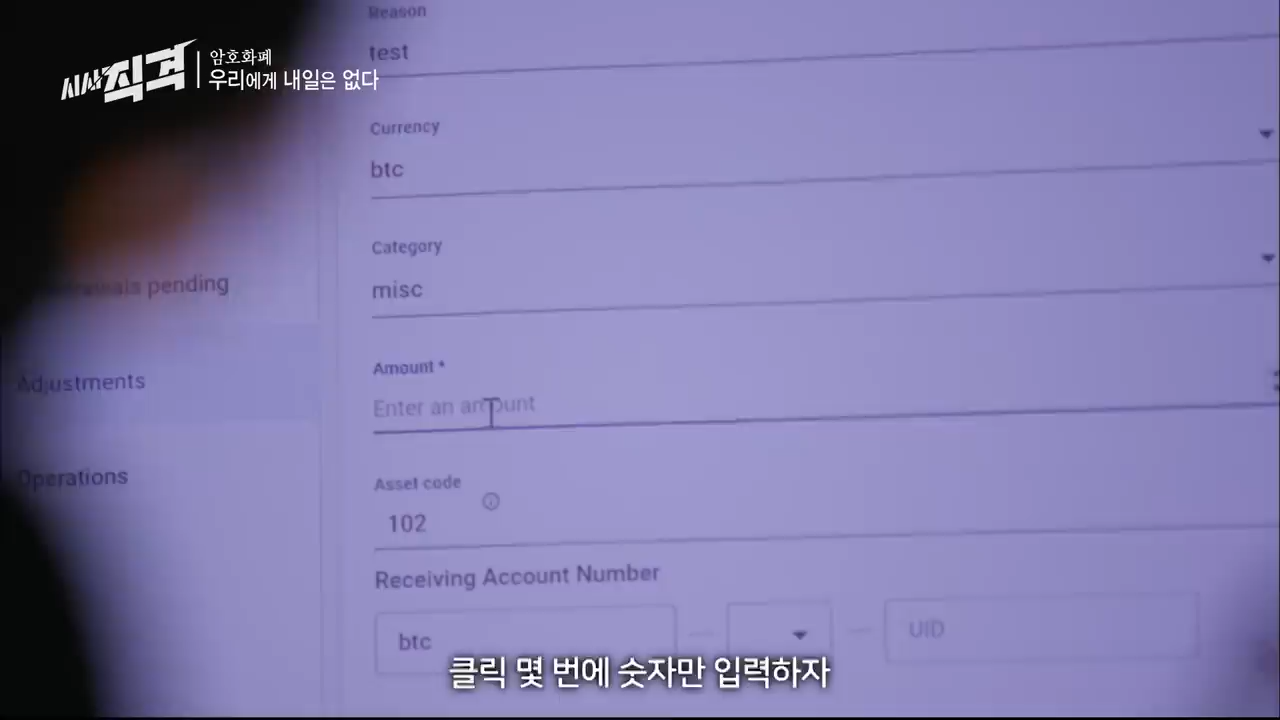 시사직격
암호화폐
우리에게 내일은 없다
Reason
test
Currency
btc
Category
misc
pending
Adjustments
Amount *
Enter an amount
Operations
Asset code
102
Receiving Account Number
btc
UID
클릭 몇 번에 숫자만 입력하자